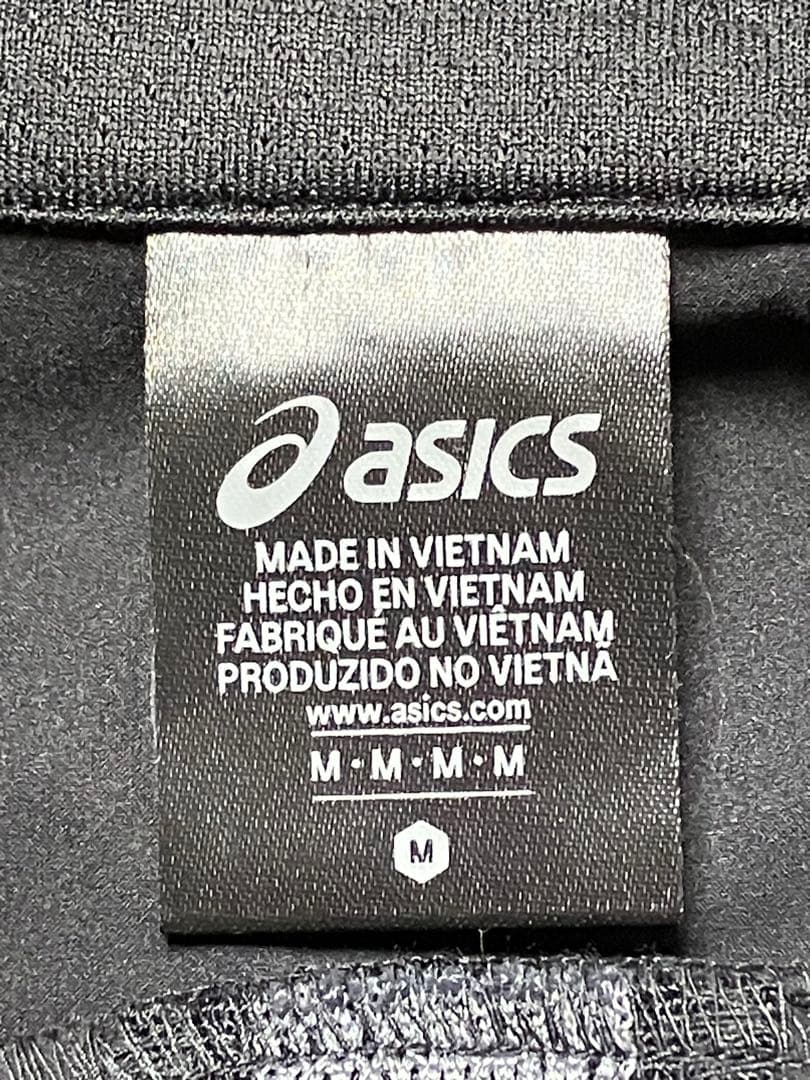 asics
MADE IN VIETNAM
HECHO EN VIETNAM
FABRIQUÉ AU VIÊTNAM
PRODUZIDO NO VIETNÃ
www.asics.com
M·M·M·M
M